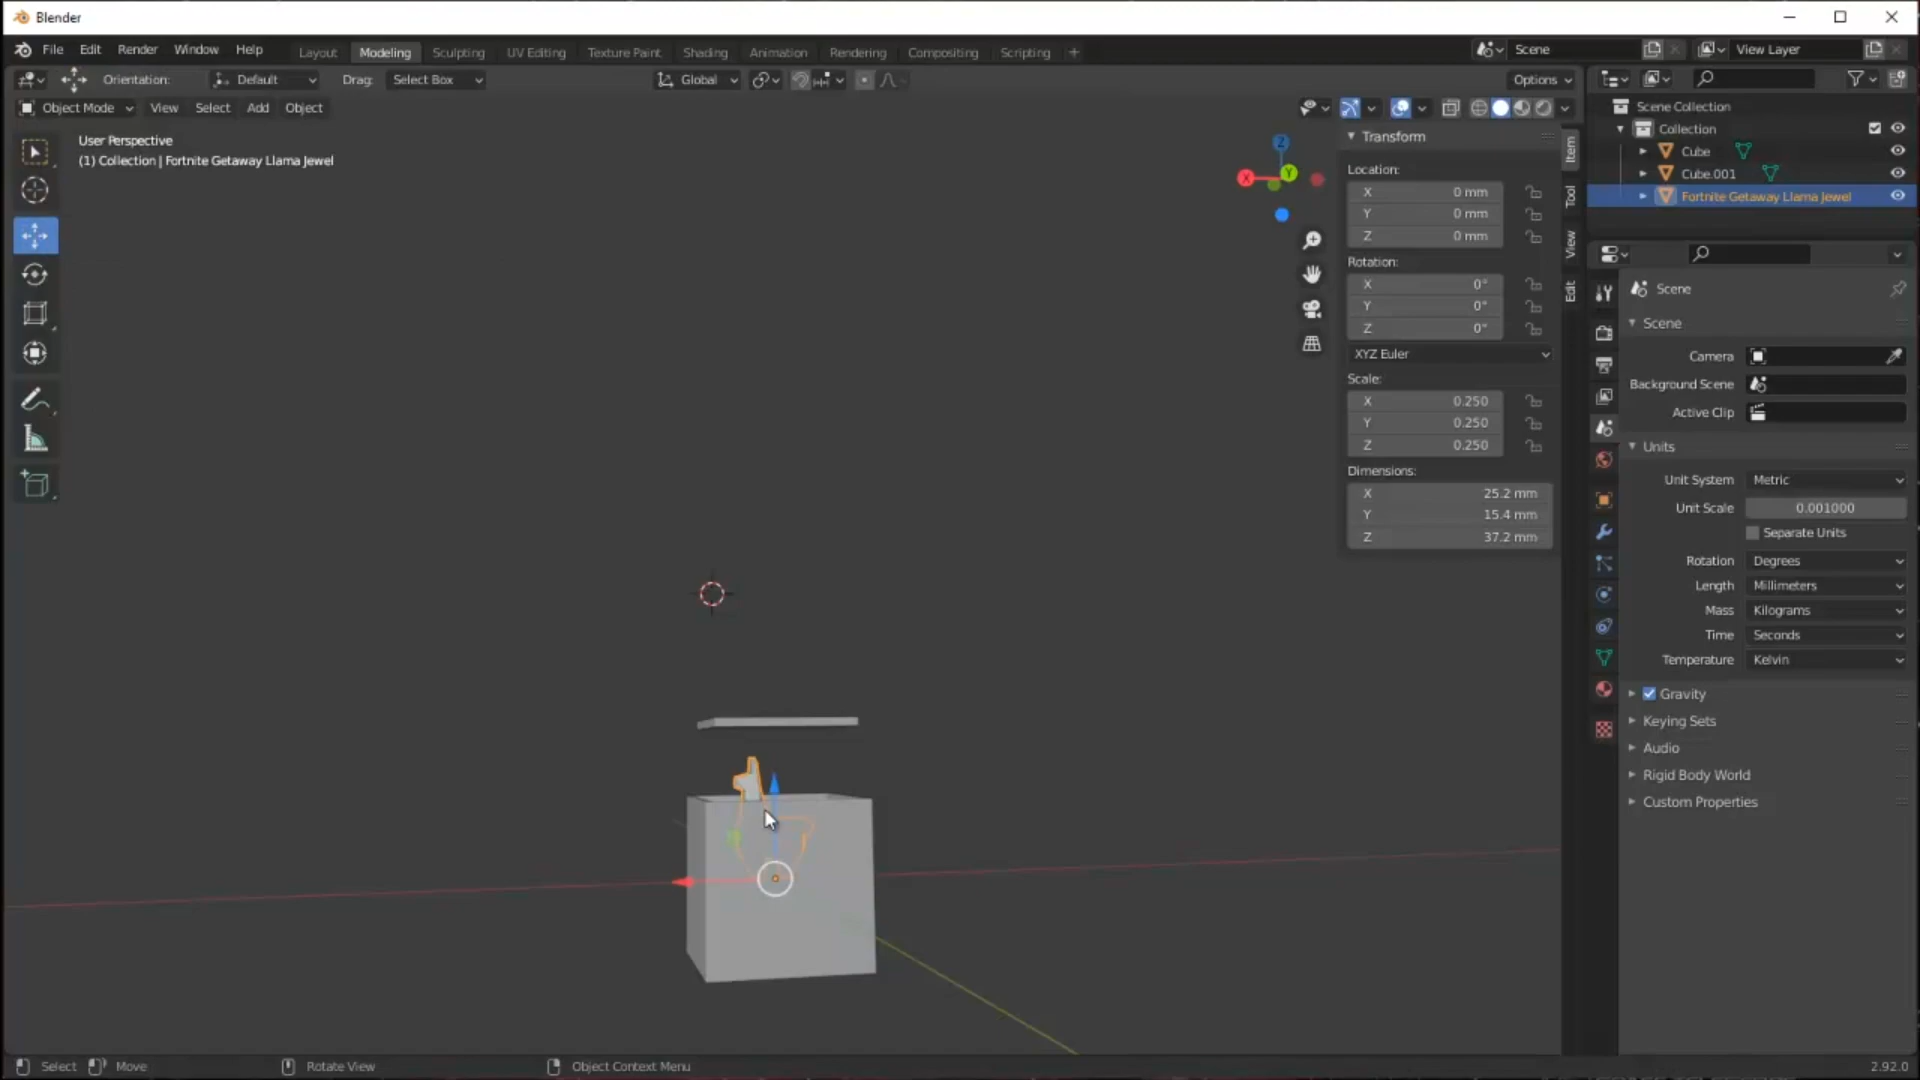 Blender
File Edit Render Window Help Layout Modeling Sculpting UV Editing Texture Paint Shading Animation Rendering Compositing Scripting + Scene View Layer
Orientation: Default Drag: Select Box Global Options
Object Mode View Select Add Object
User Perspective
(1) Collection | Fortnite Getaway Llama Jewel
Z
X
Y
Transform
Location:
X 0 mm
Y 0 mm
Z 0 mm
Rotation:
X 0°
Y 0°
Z 0°
XYZ Euler
Scale:
X 0.250
Y 0.250
Z 0.250
Dimensions:
X 25.2 mm
Y 15.4 mm
Z 37.2 mm
Item
Tool
View
Edit
Scene Collection
Collection
Cube
Cube.001
Fortnite Getaway Llama Jewel
Scene
Scene
Camera
Background Scene
Active Clip
Units
Unit System Metric
Unit Scale 0.001000
Separate Units
Rotation Degrees
Length Millimeters
Mass Kilograms
Time Seconds
Temperature Kelvin
Gravity
Keying Sets
Audio
Rigid Body World
Custom Properties
Select Move Rotate View Object Context Menu 2.92.0